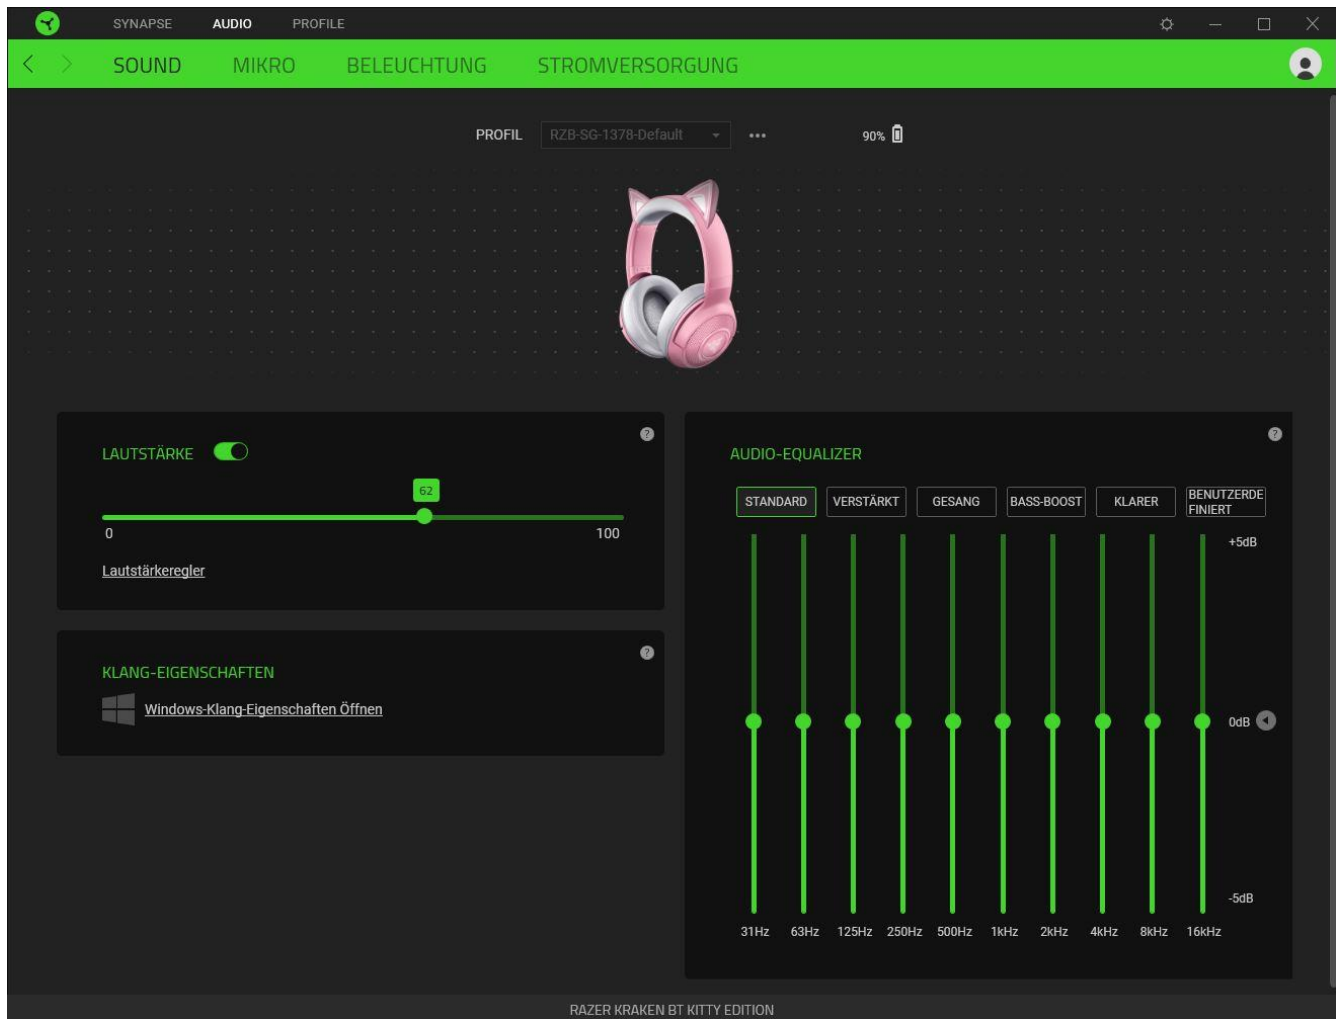 SYNAPSE AUDIO PROFILE
SOUND MIKRO BELEUCHTUNG STROMVERSORGUNG
PROFIL RZB-SG-1378-Default ••• 90%
LAUTSTÄRKE ?
62
0 100
Lautstärkeregler
KLANG-EIGENSCHAFTEN ?
Windows-Klang-Eigenschaften Öffnen
AUDIO-EQUALIZER ?
STANDARD VERSTÄRKT GESANG BASS-BOOST KLARER BENUTZERDE
FINIERT
+5dB
0dB
-5dB
31Hz 63Hz 125Hz 250Hz 500Hz 1kHz 2kHz 4kHz 8kHz 16kHz
RAZER KRAKEN BT KITTY EDITION